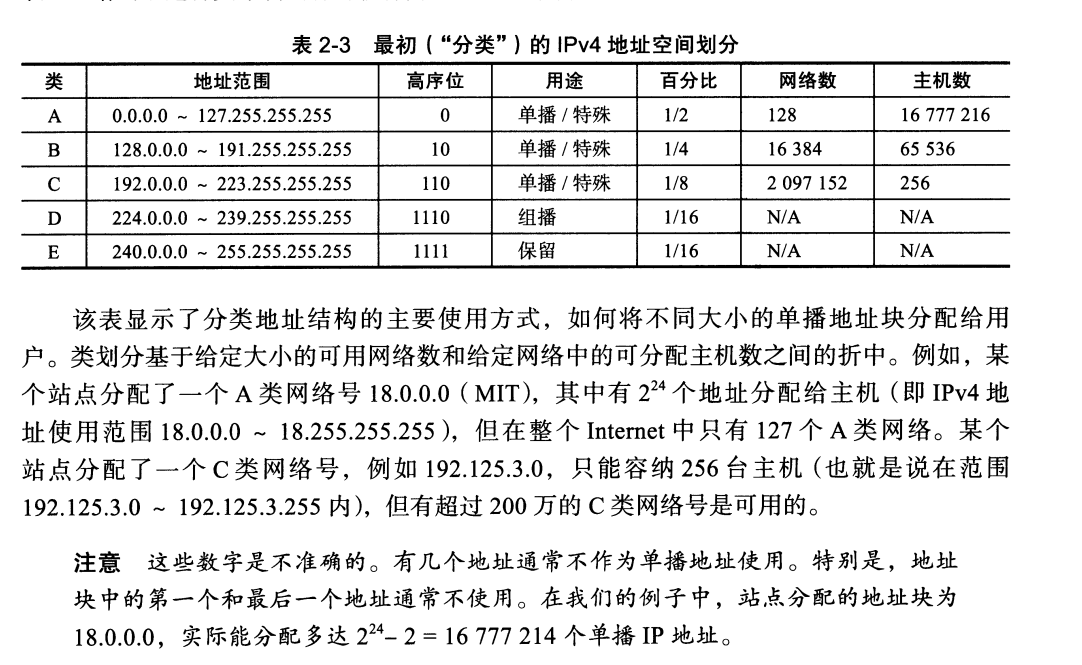 表 2-3 最初（“分类”）的 IPv4 地址空间划分
类 地址范围 高序位 用途 百分比 网络数 主机数
A 0.0.0.0 ~ 127.255.255.255 0 单播 / 特殊 1/2 128 16 777 216
B 128.0.0.0 ~ 191.255.255.255 10 单播 / 特殊 1/4 16 384 65 536
C 192.0.0.0 ~ 223.255.255.255 110 单播 / 特殊 1/8 2 097 152 256
D 224.0.0.0 ~ 239.255.255.255 1110 组播 1/16 N/A N/A
E 240.0.0.0 ~ 255.255.255.255 1111 保留 1/16 N/A N/A
该表显示了分类地址结构的主要使用方式，如何将不同大小的单播地址块分配给用
户。类划分基于给定大小的可用网络数和给定网络中的可分配主机数之间的折中。例如，某
个站点分配了一个 A 类网络号 18.0.0.0（MIT），其中有 2²⁴ 个地址分配给主机（即 IPv4 地
址使用范围 18.0.0.0 ~ 18.255.255.255），但在整个 Internet 中只有 127 个 A 类网络。某个
站点分配了一个 C 类网络号，例如 192.125.3.0，只能容纳 256 台主机（也就是说在范围
192.125.3.0 ~ 192.125.3.255 内），但有超过 200 万的 C 类网络号是可用的。
注意 这些数字是不准确的。有几个地址通常不作为单播地址使用。特别是，地址
块中的第一个和最后一个地址通常不使用。在我们的例子中，站点分配的地址块为
18.0.0.0，实际能分配多达 2²⁴– 2 = 16 777 214 个单播 IP 地址。